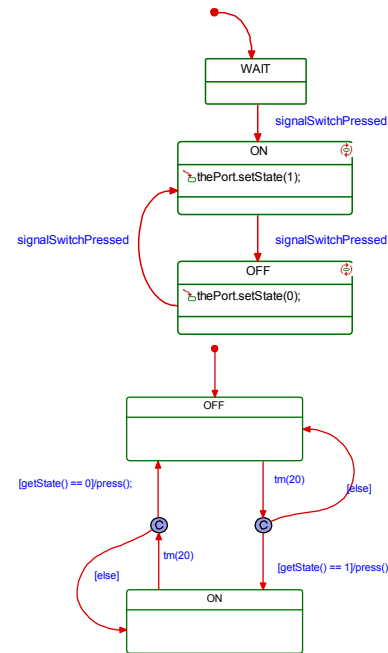 WAIT
signalSwitchPressed
ON
thePort.setState(1);
signalSwitchPressed
signalSwitchPressed
OFF
thePort.setState(0);
OFF
[getState() == 0]/press();
tm(20)
[else]
C
C
[else]
tm(20)
[getState() == 1]/press()
ON